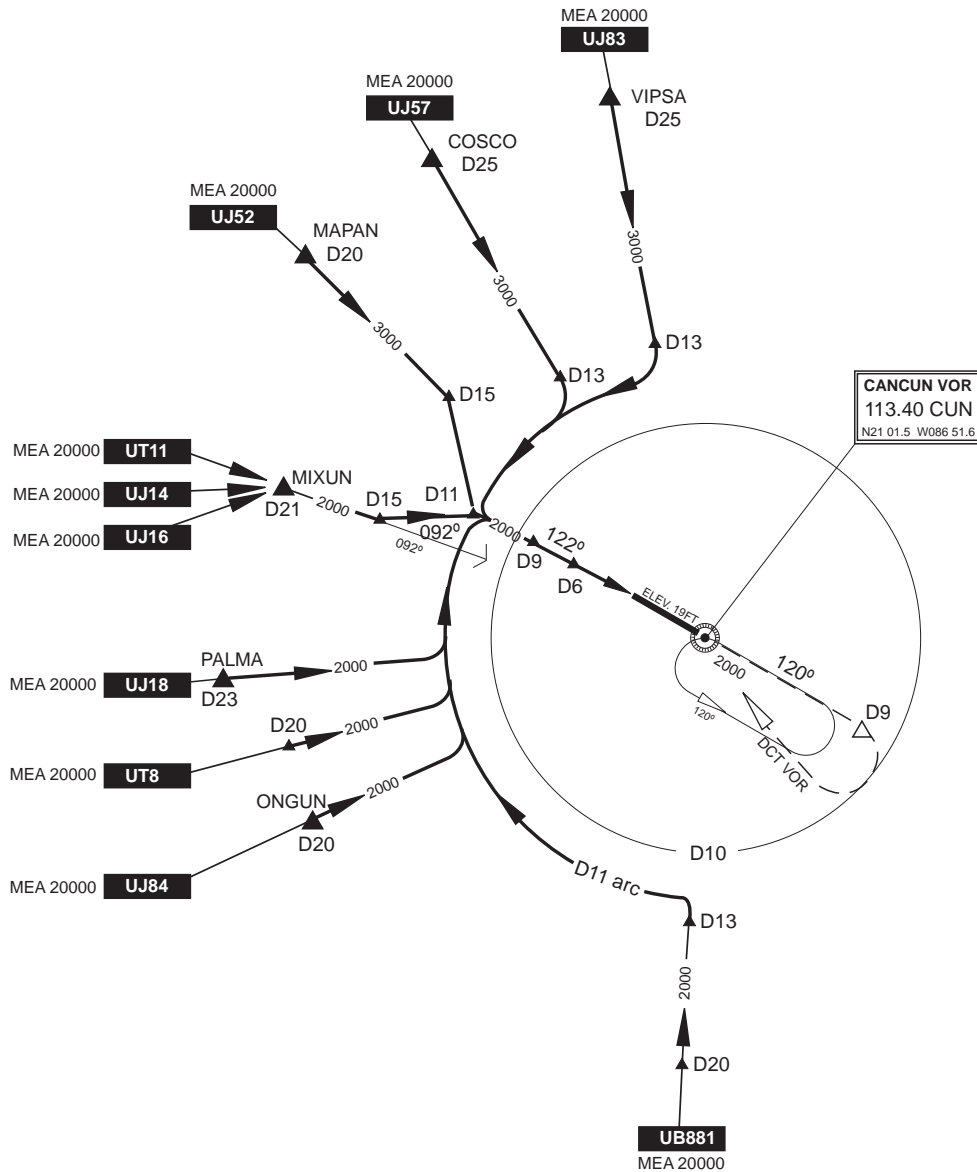 MEA 20000
UJ83
VIPSA
D25
3000
D13
MEA 20000
UJ57
COSCO
D25
3000
D13
MEA 20000
UJ52
MAPAN
D20
3000
D15
CANCUN VOR
113.40 CUN
N21 01.5 W086 51.6
MEA 20000
UT11
MEA 20000
UJ14
MEA 20000
UJ16
MIXUN
D21
2000
D15
D11
092º
092º
2000
122º
D9
D6
ELEV. 19FT
2000
120º
120º
D9
DCT VOR
D10
PALMA
MEA 20000
UJ18
D23
2000
D20
MEA 20000
UT8
2000
ONGUN
D20
2000
MEA 20000
UJ84
D11 arc
D13
2000
D20
UB881
MEA 20000